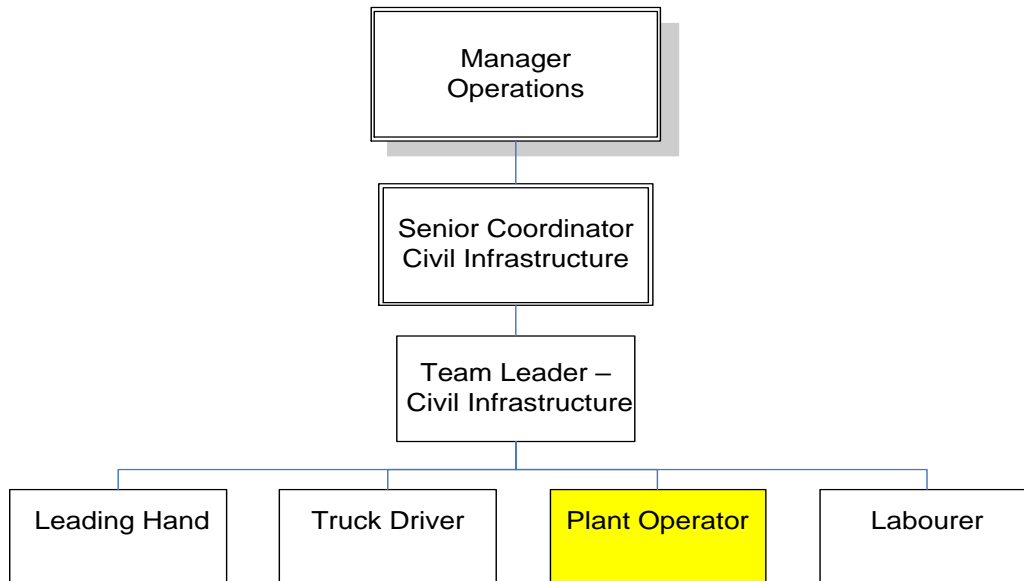 Manager
Operations
Senior Coordinator
Civil Infrastructure
Team Leader –
Civil Infrastructure
Leading Hand
Truck Driver
Plant Operator
Labourer